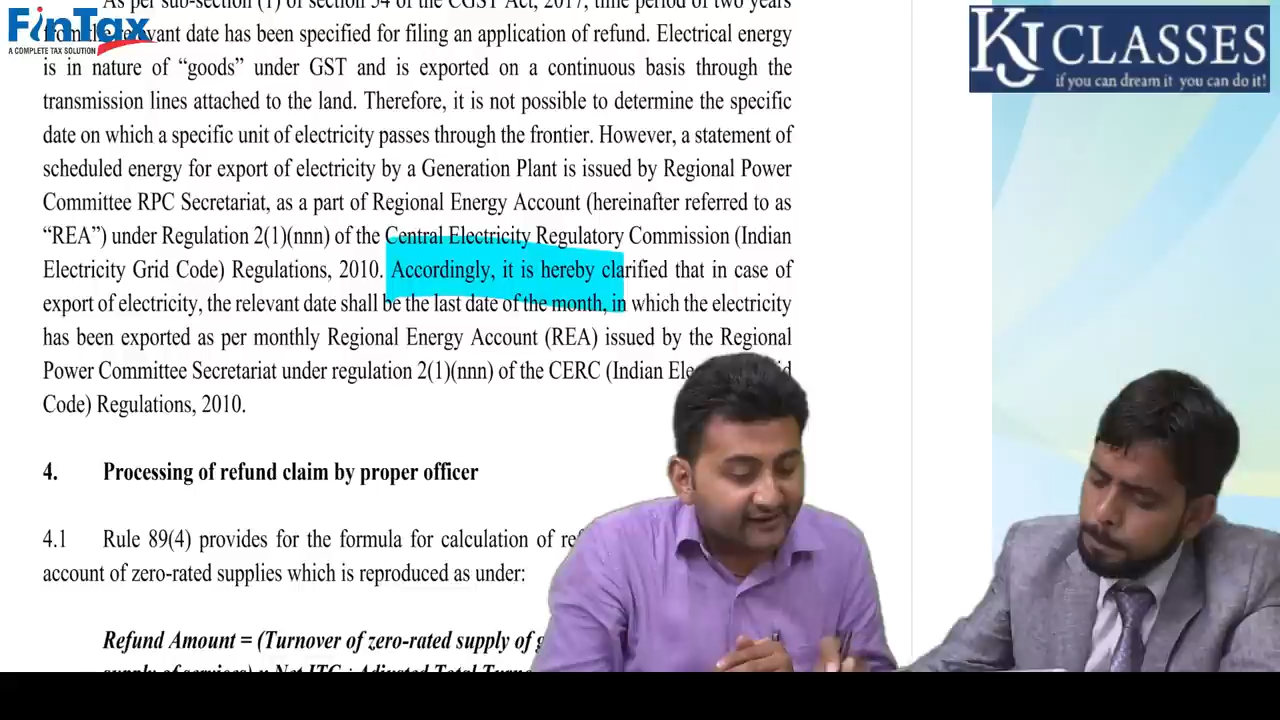 FinTax
A COMPLETE TAX SOLUTION
KJ CLASSES
if you can dream it you can do it!
As per sub-section (1) of section 54 of the CGST Act, 2017, time period of two years
from the relevant date has been specified for filing an application of refund. Electrical energy
is in nature of “goods” under GST and is exported on a continuous basis through the
transmission lines attached to the land. Therefore, it is not possible to determine the specific
date on which a specific unit of electricity passes through the frontier. However, a statement of
scheduled energy for export of electricity by a Generation Plant is issued by Regional Power
Committee RPC Secretariat, as a part of Regional Energy Account (hereinafter referred to as
“REA”) under Regulation 2(1)(nnn) of the Central Electricity Regulatory Commission (Indian
Electricity Grid Code) Regulations, 2010. Accordingly, it is hereby clarified that in case of
export of electricity, the relevant date shall be the last date of the month, in which the electricity
has been exported as per monthly Regional Energy Account (REA) issued by the Regional
Power Committee Secretariat under regulation 2(1)(nnn) of the CERC (Indian
Code) Regulations, 2010.
4. Processing of refund claim by proper officer
4.1 Rule 89(4) provides for the formula for calculation of
account of zero-rated supplies which is reproduced as under:
Refund Amount = (Turnover of zero-rated supply of
supply of services) x Net ITC ÷ Adjusted Total